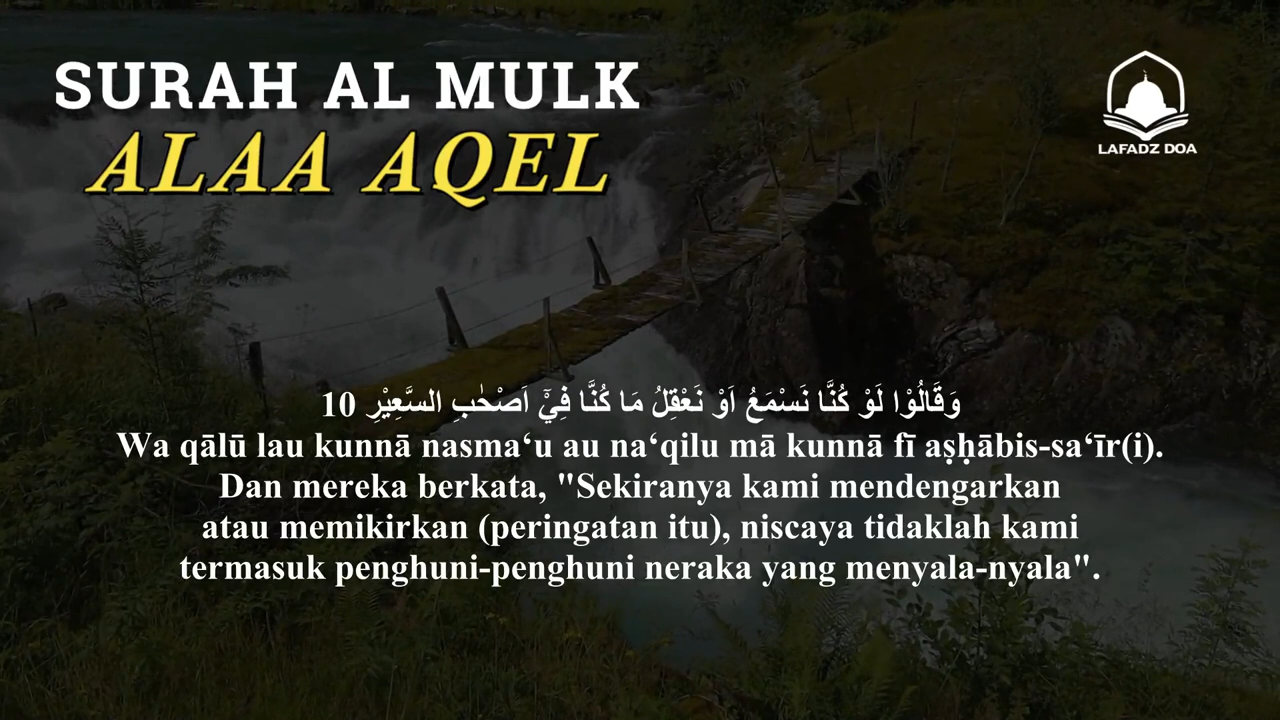 SURAH AL MULK
ALAA AQEL
LAFADZ DOA
وَقَالُوْا لَوْ كُنَّا نَسْمَعُ اَوْ نَعْقِلُ مَا كُنَّا فِيْٓ اَصْحٰبِ السَّعِيْرِ 10
Wa qālū lau kunnā nasma‘u au na‘qilu mā kunnā fī aṣḥābis-sa‘īr(i).
Dan mereka berkata, "Sekiranya kami mendengarkan
atau memikirkan (peringatan itu), niscaya tidaklah kami
termasuk penghuni-penghuni neraka yang menyala-nyala".